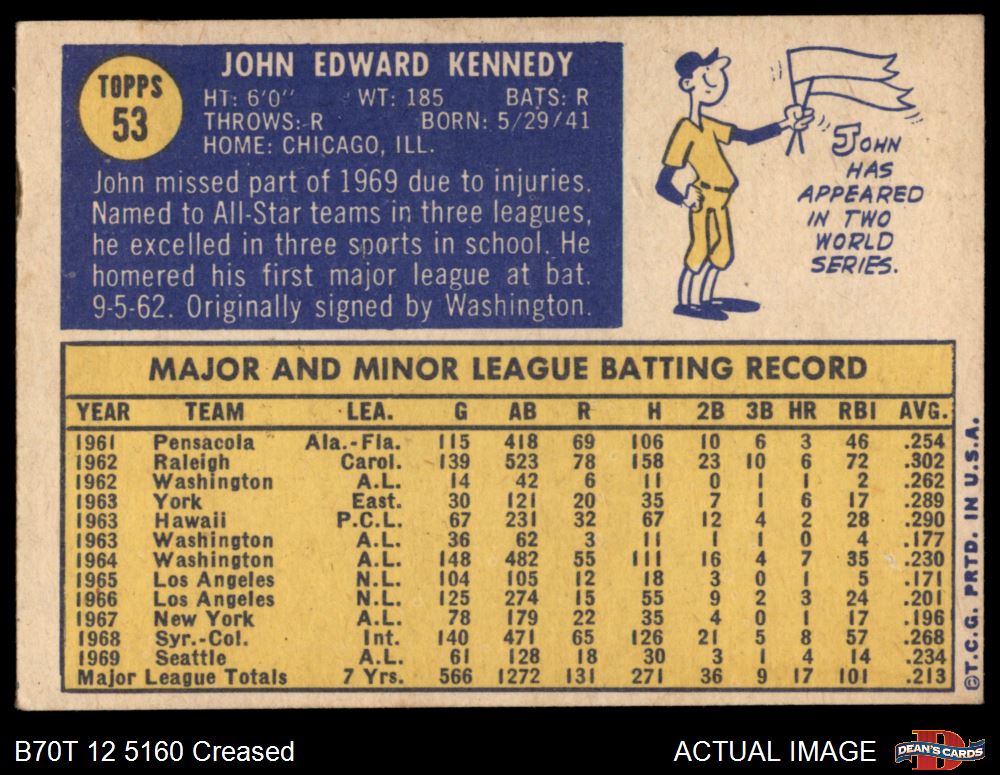 TOPPS
53
JOHN EDWARD KENNEDY
HT: 6'0" WT: 185 BATS: R
THROWS: R BORN: 5/29/41
HOME: CHICAGO, ILL.
John missed part of 1969 due to injuries.
Named to All-Star teams in three leagues,
he excelled in three sports in school. He
homered his first major league at bat.
9-5-62. Originally signed by Washington.
JOHN
HAS
APPEARED
IN TWO
WORLD
SERIES.
MAJOR AND MINOR LEAGUE BATTING RECORD
YEAR TEAM LEA. G AB R H 2B 3B HR RBI AVG.
1961 Pensacola Ala.-Fla. 115 418 69 106 10 6 3 46 .254
1962 Raleigh Carol. 139 523 78 158 23 10 6 72 .302
1962 Washington A.L. 14 42 6 11 0 1 1 2 .262
1963 York East. 30 121 20 35 7 1 6 17 .289
1963 Hawaii P.C.L. 67 231 32 67 12 4 2 28 .290
1963 Washington A.L. 36 62 3 11 1 1 0 4 .177
1964 Washington A.L. 148 482 55 111 16 4 7 35 .230
1965 Los Angeles N.L. 104 105 12 18 3 0 1 5 .171
1966 Los Angeles N.L. 125 274 15 55 9 2 3 24 .201
1967 New York A.L. 78 179 22 35 4 0 1 17 .196
1968 Syr.-Col. Int. 140 471 65 126 21 5 8 57 .268
1969 Seattle A.L. 61 128 18 30 3 1 4 14 .234
Major League Totals 7 Yrs. 566 1272 131 271 36 9 17 101 .213
©T.C.G. PRTD. IN U.S.A.
B70T 12 5160 Creased
ACTUAL IMAGE
DEAN'S CARDS